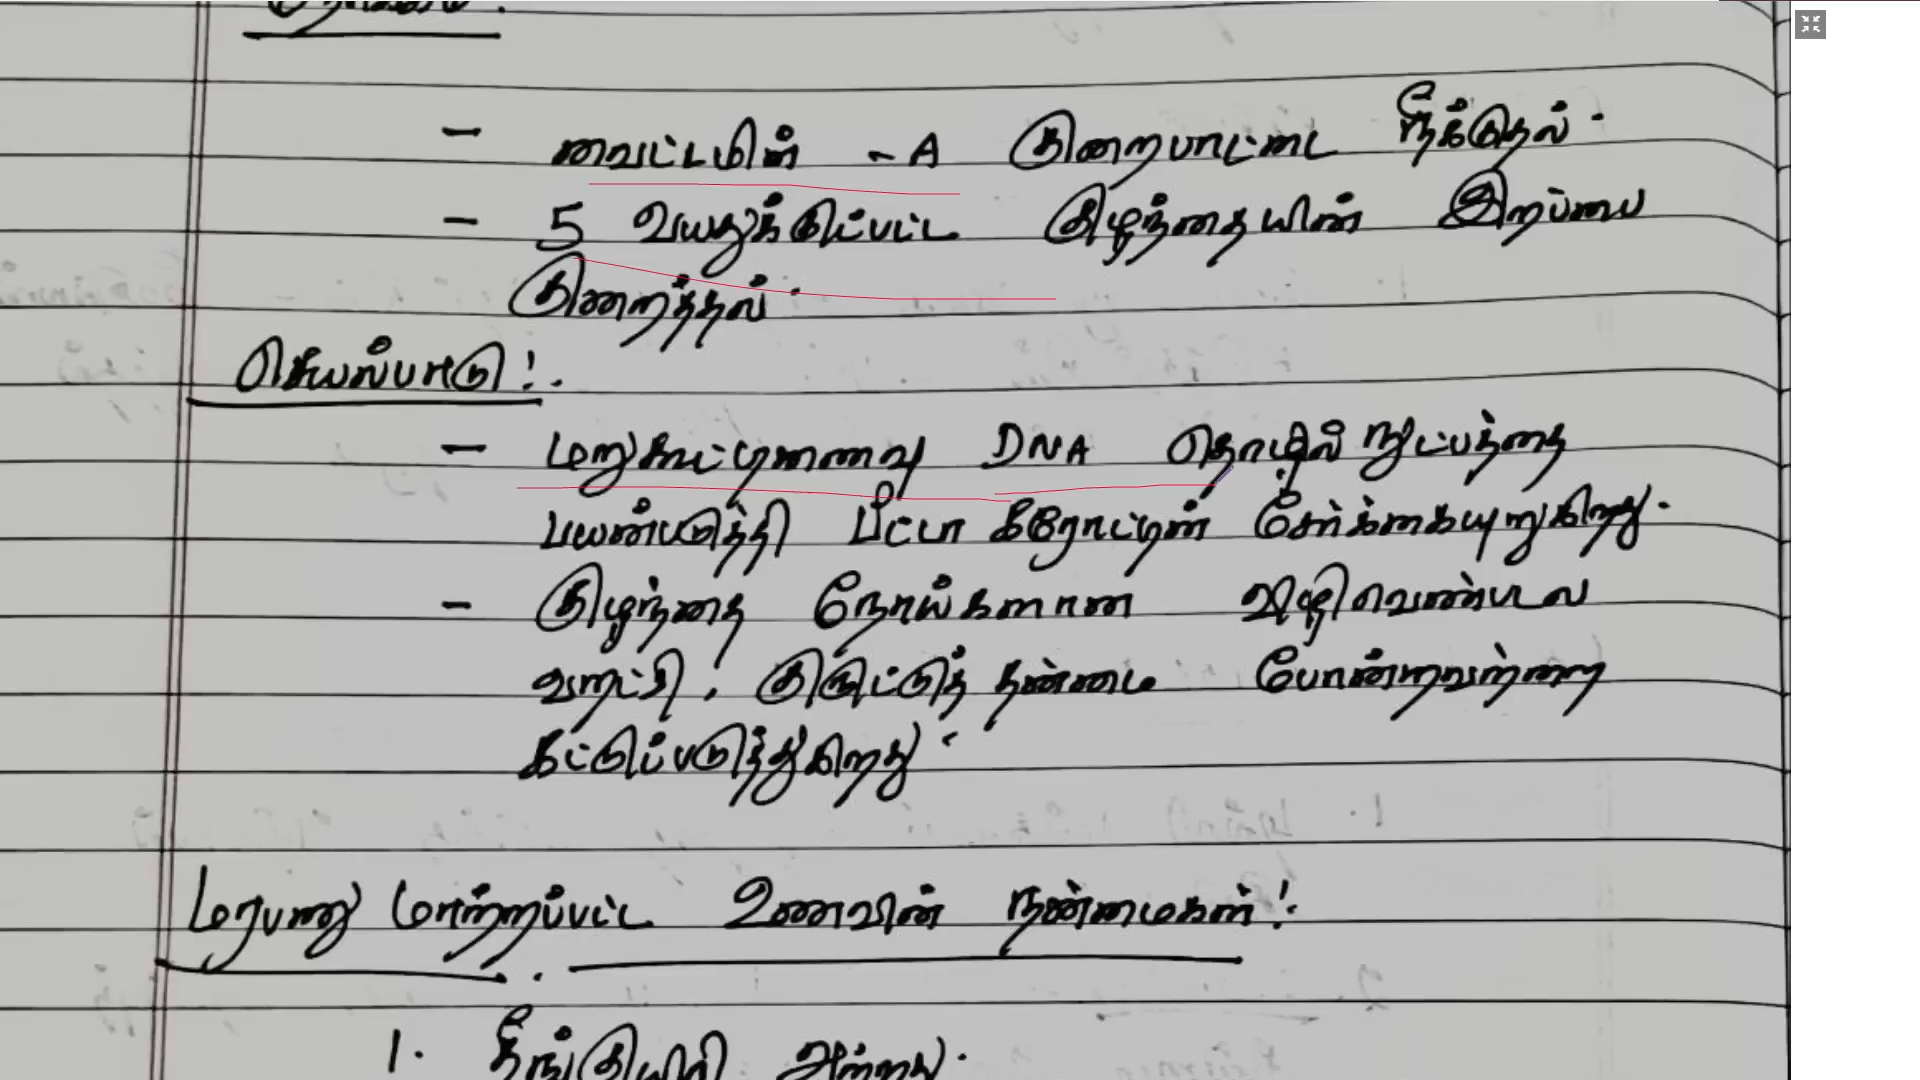 நோக்கம்.
- வைட்டமின் - A குறைபாட்டை நீக்குதல்.
- 5 வயதுக்குட்பட்ட குழந்தையின் இறப்பை
குறைத்தல்.
செயல்பாடு :.
- மறுகூட்டிணைவு DNA தொழில் நுட்பத்தை
பயன்படுத்தி பீட்டா கரோட்டின் சேர்க்கையுறுகிறது.
- குழந்தை நோய்களான விழிவெண்படல
வறட்சி, குருட்டுத் தன்மை போன்றவற்றை
கட்டுப்படுத்துகிறது.
மரபணு மாற்றப்பட்ட உணவின் நன்மைகள் :.
1. தீங்குயிரி அற்றது.